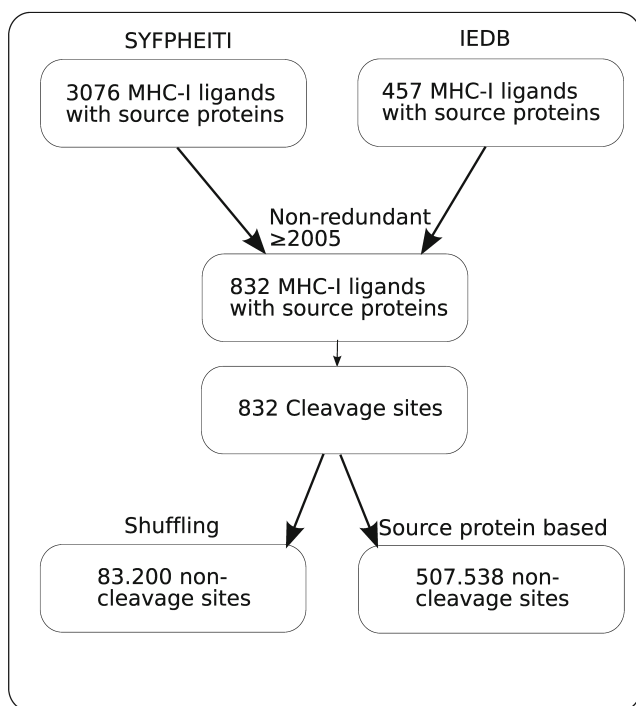 SYFPHEITI
IEDB
3076 MHC-I ligands
with source proteins
457 MHC-I ligands
with source proteins
Non-redundant
≥2005
832 MHC-I ligands
with source proteins
832 Cleavage sites
Shuffling
Source protein based
83.200 non-
cleavage sites
507.538 non-
cleavage sites